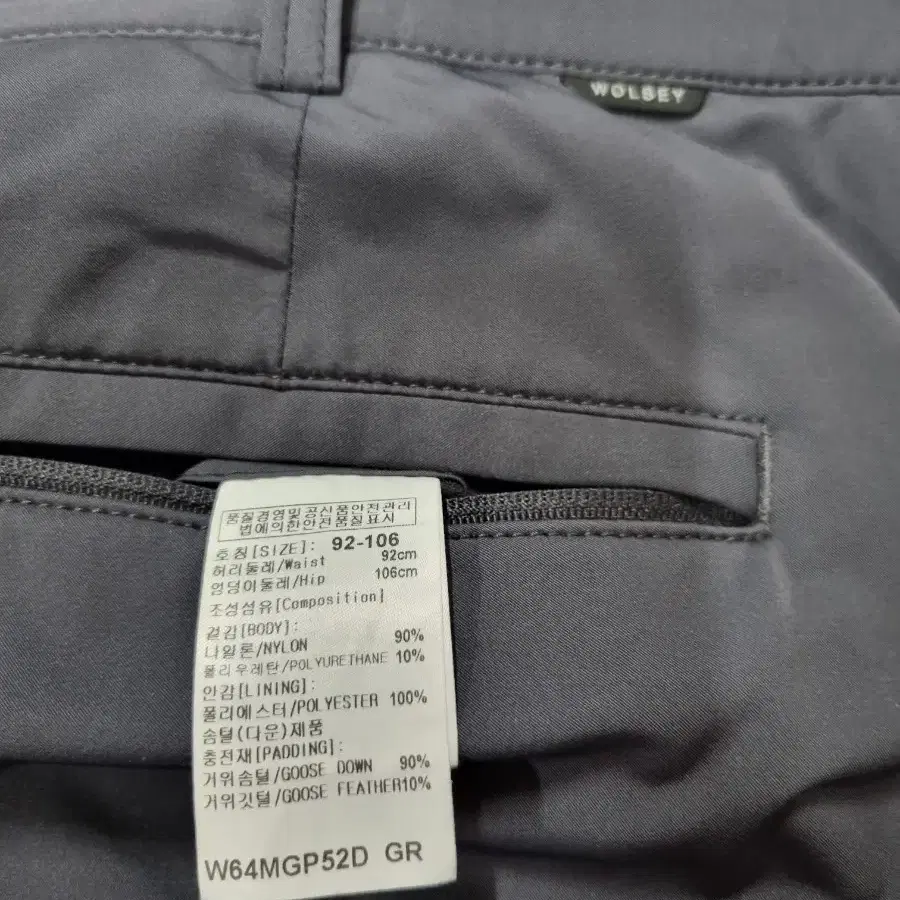 WOLSEY
품질경영및공산품안전관리
법에의한안전품질표시
호칭[SIZE]: 92-106
허리둘레/Waist 92cm
엉덩이둘레/Hip 106cm
조성섬유[Composition]
겉감[BODY]:
나일론/NYLON 90%
폴리우레탄/POLYURETHANE 10%
안감[LINING]:
폴리에스터/POLYESTER 100%
솜털(다운)제품
충전재[PADDING]:
거위솜털/GOOSE DOWN 90%
거위깃털/GOOSE FEATHER10%
W64MGP52D GR